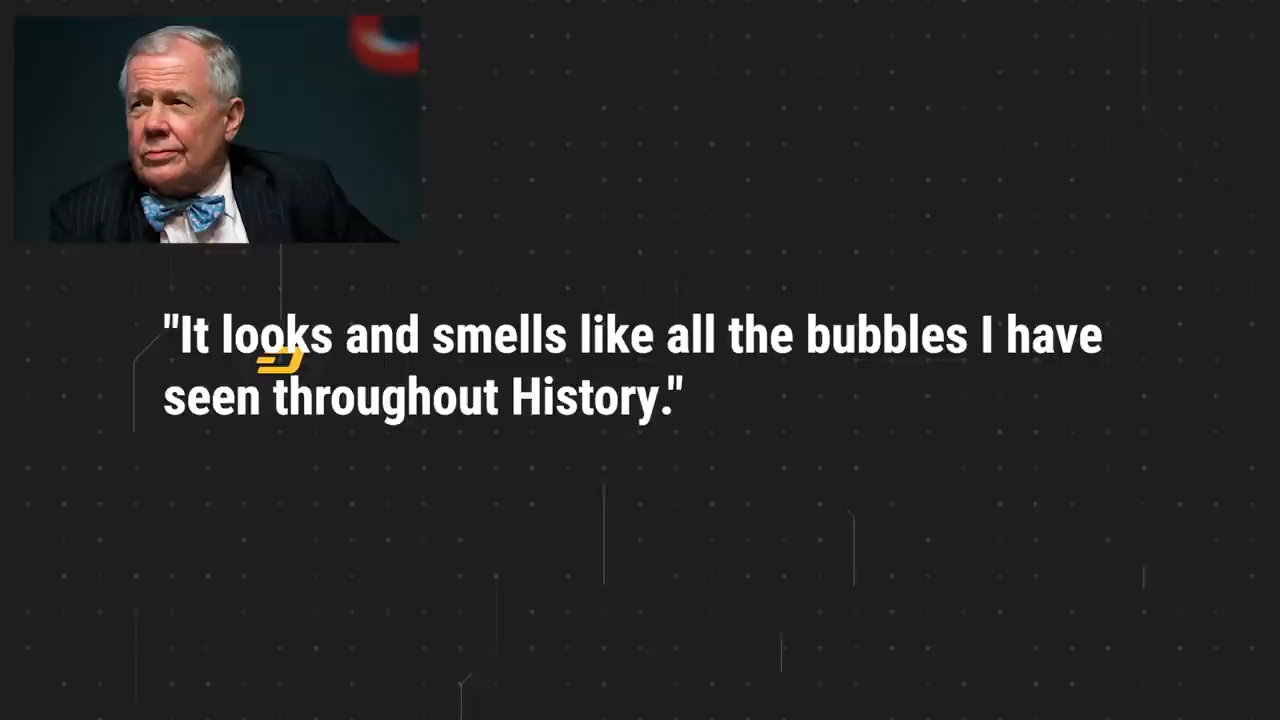 "It looks and smells like all the bubbles I have
seen throughout History."